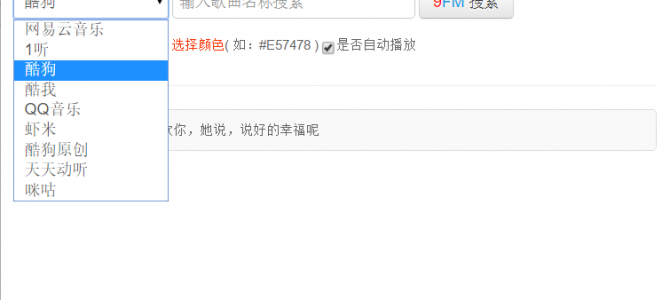 酷狗 输入歌曲名称搜索 9FM 搜索
网易云音乐
1听
酷狗
酷我
QQ音乐
虾米
酷狗原创
天天动听
咪咕
选择颜色( 如：#E57478 ) 是否自动播放
你，她说，说好的幸福呢